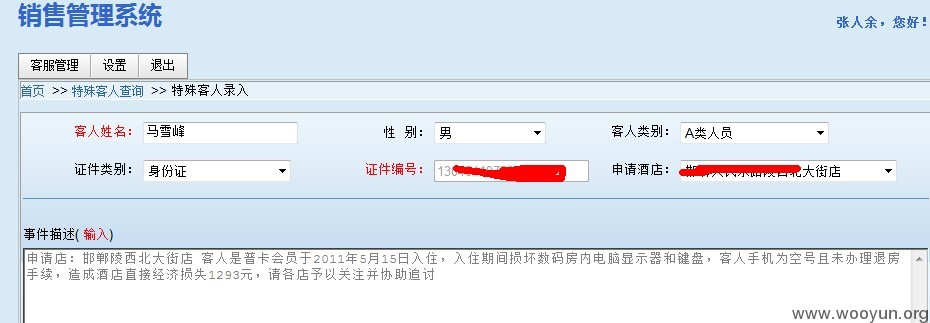 销售管理系统
张人余，您好!
客服管理 设置 退出
首页 >> 特殊客人查询 >> 特殊客人录入
客人姓名： 马雪峰 性 别： 男 客人类别： A类人员
证件类别： 身份证 证件编号： 申请酒店： 西北大街店
事件描述( 输入)
申请店：邯郸陵西北大街店 客人是普卡会员于2011年5月15日入住，入住期间损坏数码房内电脑显示器和键盘，客人手机为空号且未办理退房
手续，造成酒店直接经济损失1293元，请各店予以关注并协助追讨
www.wooyun.org